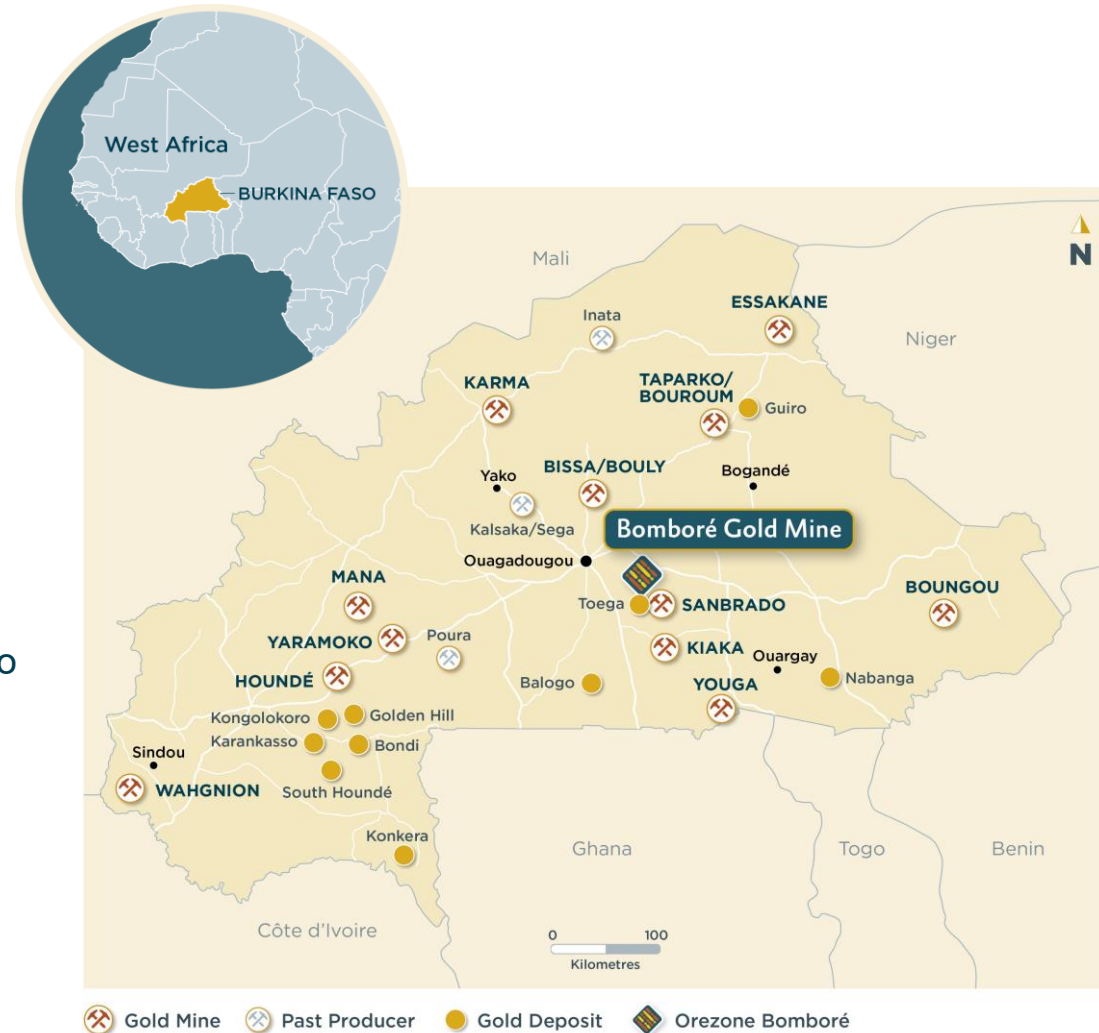 West Africa
BURKINA FASO
N
Mali
ESSAKANE
Inata
Niger
KARMA
TAPARKO/
BOUROUM
Guiro
BISSA/BOULY
Yako
Bogandé
Kalsaka/Sega
Bomboré Gold Mine
Ouagadougou
MANA
BOUNGOU
Toega
SANBRADO
YARAMOKO
Poura
KIAKA
o
HOUNDÉ
Ouargay
Balogo
Nabanga
YOUGA
Kongolokoro
Golden Hill
Karankasso
Bondi
Sindou
WAHGNION
South Houndé
Konkera
Ghana
Togo
Benin
Côte d'Ivoire
0 100
Kilometres
Gold Mine Past Producer Gold Deposit Orezone Bomboré